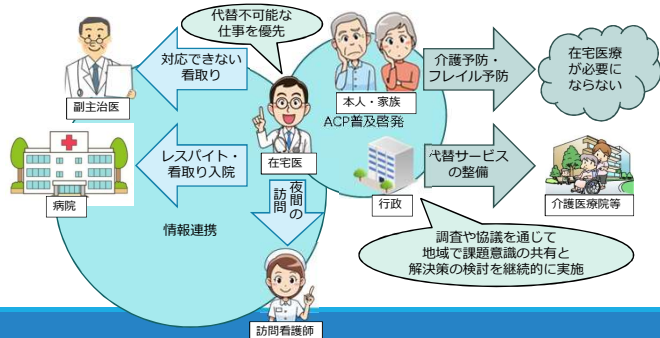 代替不可能な
仕事を優先
対応できない
看取り
副主治医
本人・家族
介護予防・
フレイル予防
在宅医療
が必要に
ならない
ACP普及啓発
レスパイト・
看取り入院
病院
在宅医
行政
代替サービス
の整備
介護医療院等
夜間の
訪問
情報連携
調査や協議を通じて
地域で課題意識の共有と
解決策の検討を継続的に実施
訪問看護師